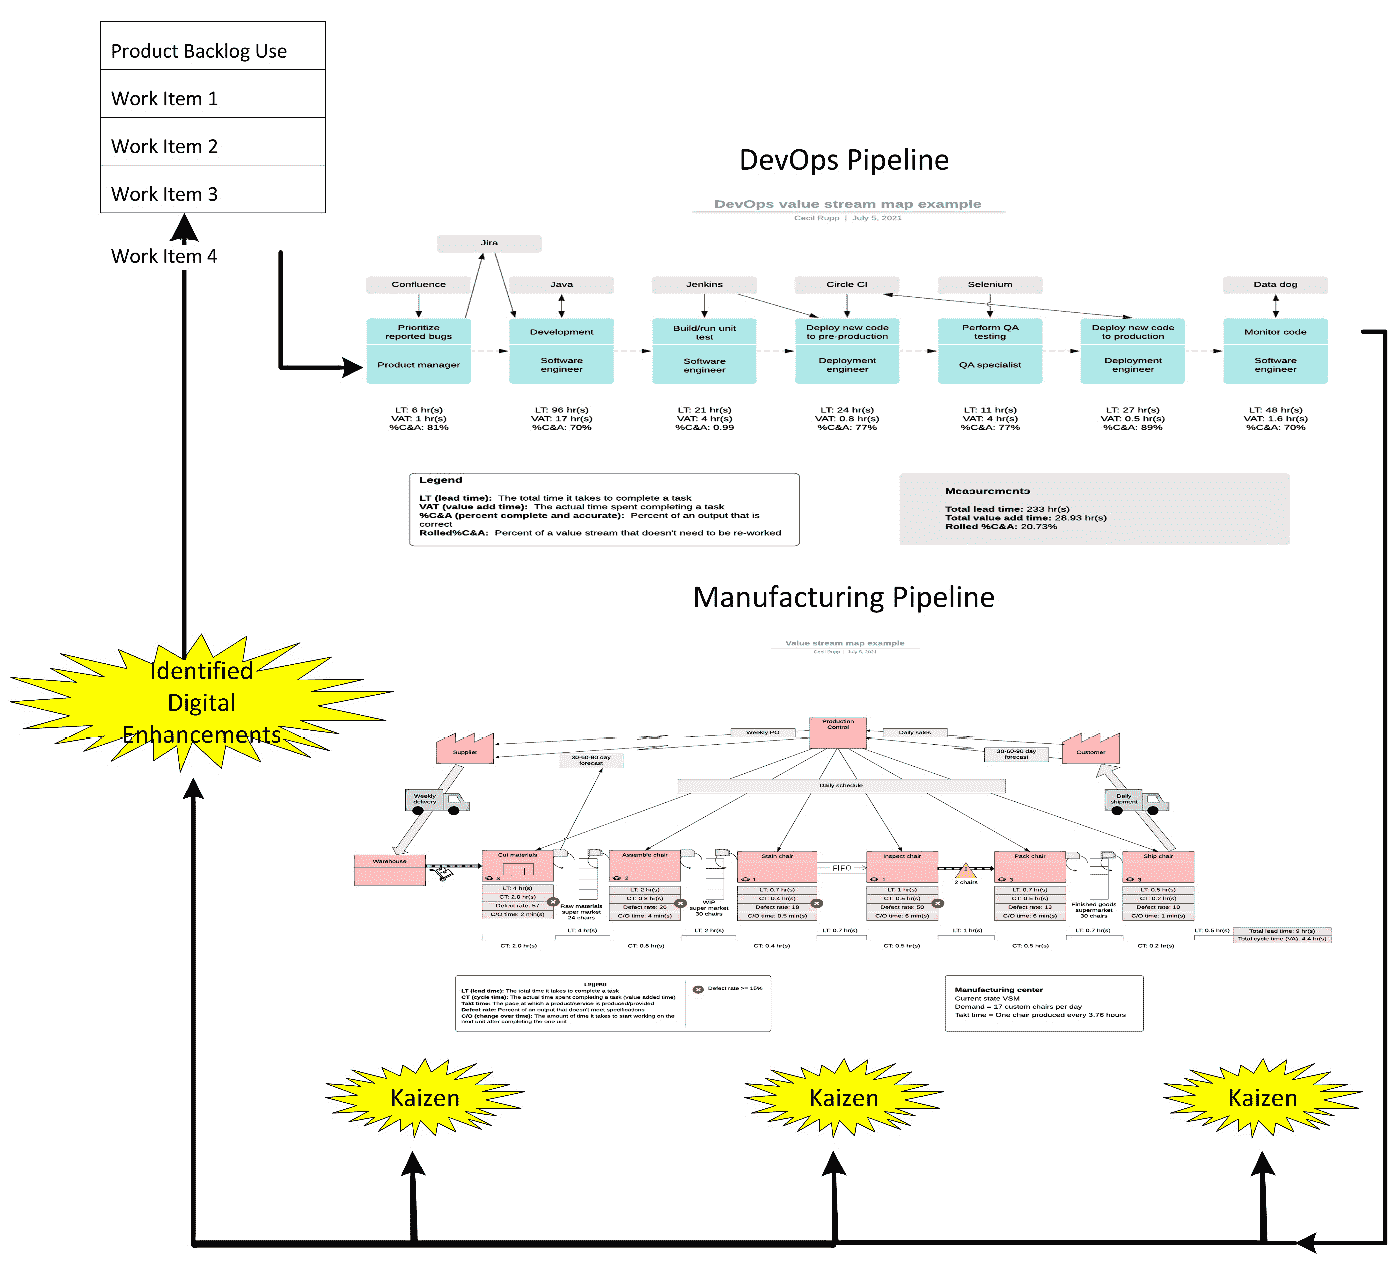 Product Backlog Use
Work Item 1
Work Item 2
Work Item 3
Work Item 4
DevOps Pipeline
DevOps value stream map example
Cecil Rupp | July 5, 2021
Jira
Confluence
Java
Jenkins
Circle CI
Selenium
Data dog
Prioritize
reported bugs
Product manager
Development
Software
engineer
Build/run unit
test
Software
engineer
Deploy new code
to pre-production
Deployment
engineer
Perform QA
testing
QA specialist
Deploy new code
to production
Deployment
engineer
Monitor code
Software
engineer
LT: 6 hr(s)
VAT: 1 hr(s)
%C&A: 81%
LT: 96 hr(s)
VAT: 17 hr(s)
%C&A: 70%
LT: 21 hr(s)
VAT: 4 hr(s)
%C&A: 0.99
LT: 24 hr(s)
VAT: 0.8 hr(s)
%C&A: 77%
LT: 11 hr(s)
VAT: 4 hr(s)
%C&A: 77%
LT: 27 hr(s)
VAT: 0.5 hr(s)
%C&A: 89%
LT: 48 hr(s)
VAT: 1.6 hr(s)
%C&A: 70%
Legend
LT (lead time): The total time it takes to complete a task
VAT (value add time): The actual time spent completing a task
%C&A (percent complete and accurate): Percent of an output that is
correct
Rolled%C&A: Percent of a value stream that doesn't need to be re-worked
Measurements
Total lead time: 233 hr(s)
Total value add time: 28.93 hr(s)
Rolled %C&A: 20.73%
Manufacturing Pipeline
Value stream map example
Cecil Rupp | July 5, 2021
Identified
Digital
Enhancements
Production
Control
Weekly PO
Daily sales
Supplier
Customer
30-60-90 day
forecast
30-60-90 day
forecast
Daily schedule
Weekly
delivery
Daily
shipment
Warehouse
Cut materials
Assemble chair
2
Stain chair
1
FIFO
Inspect chair
2 chairs
Pack chair
3
Ship chair
3
LT: 4 hr(s)
CT: 2.0 hr(s)
Defect rate: 57
C/O time: 2 min(s)
Raw materials
super market
24 chairs
LT: 2 hr(s)
CT: 0.8 hr(s)
Defect rate: 26
C/O time: 4 min(s)
WIP
super market
30 chairs
LT: 0.7 hr(s)
CT: 0.4 hr(s)
Defect rate: 18
C/O time: 0.5 min(s)
LT: 1 hr(s)
CT: 0.5 hr(s)
Defect rate: 50
C/O time: 6 min(s)
LT: 0.7 hr(s)
CT: 0.5 hr(s)
Defect rate: 13
C/O time: 6 min(s)
Finished goods
supermarket
30 chairs
LT: 0.5 hr(s)
CT: 0.2 hr(s)
Defect rate: 10
C/O time: 1 min(s)
LT: 4 hr(s)
LT: 2 hr(s)
LT: 0.7 hr(s)
LT: 1 hr(s)
LT: 0.7 hr(s)
LT: 0.5 hr(s)
Total lead time: 9 hr(s)
Total cycle time (VA): 4.4 hr(s)
CT: 2.0 hr(s)
CT: 0.8 hr(s)
CT: 0.4 hr(s)
CT: 0.5 hr(s)
CT: 0.5 hr(s)
CT: 0.2 hr(s)
Legend
LT (lead time): The total time it takes to complete a task
CT (cycle time): The actual time spent completing a task (value added time)
Takt time: The pace at which a product/service is produced/provided
Defect rate: Percent of an output that doesn't meet specifications
C/O (change over time): The amount of time it takes to start working on the
next unit after completing the one unit
Defect rate >= 15%
Manufacturing center
Current state VSM
Demand = 17 custom chairs per day
Takt time = One chair produced every 3.76 hours
Kaizen
Kaizen
Kaizen